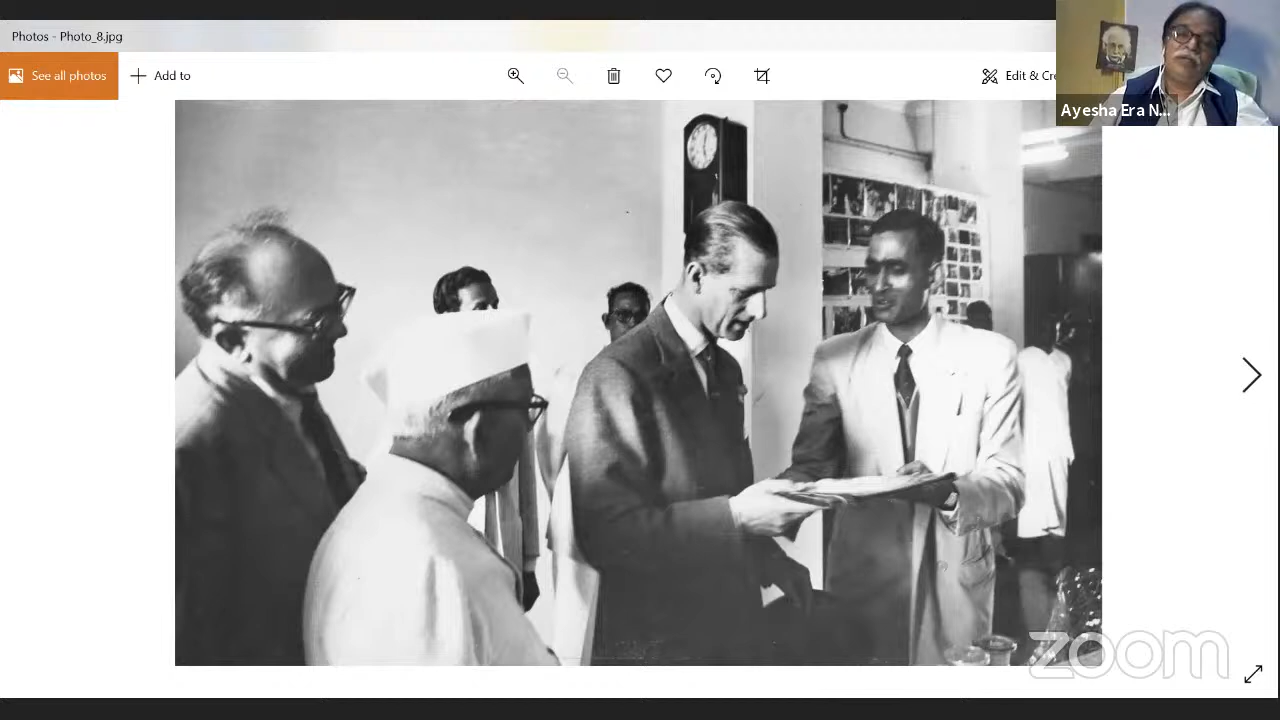 Photos - Photo_8.jpg
See all photos
Add to
Edit & Cre
Ayesha Era N...
zoom